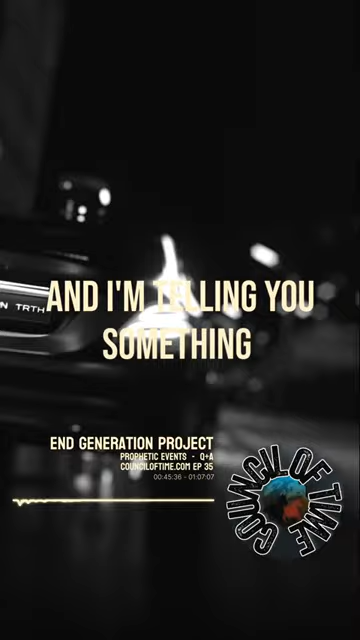 N TRTH
AND I'M TELLING YOU
SOMETHING
END GENERATION PROJECT
PROPHETIC EVENTS - Q+A
COUNCILOFTIME.COM EP 35
00:45:36 - 01:07:07
COUNCIL OF TIME